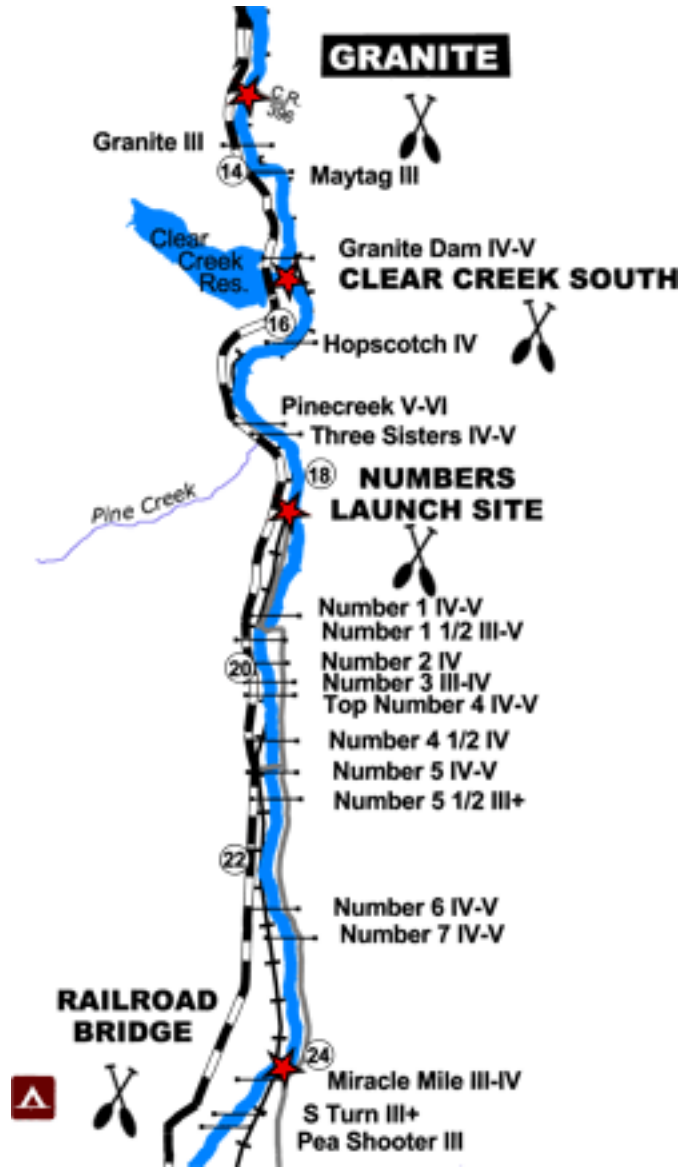 GRANITE
C.R.
396
Granite III
14
Maytag III
Clear
Creek
Res.
Granite Dam IV-V
CLEAR CREEK SOUTH
16
Hopscotch IV
Pinecreek V-VI
Three Sisters IV-V
18
NUMBERS
LAUNCH SITE
Pine Creek
Number 1 IV-V
Number 1 1/2 III-V
20
Number 2 IV
Number 3 III-IV
Top Number 4 IV-V
Number 4 1/2 IV
Number 5 IV-V
Number 5 1/2 III+
22
Number 6 IV-V
Number 7 IV-V
RAILROAD
BRIDGE
24
Miracle Mile III-IV
S Turn III+
Pea Shooter III